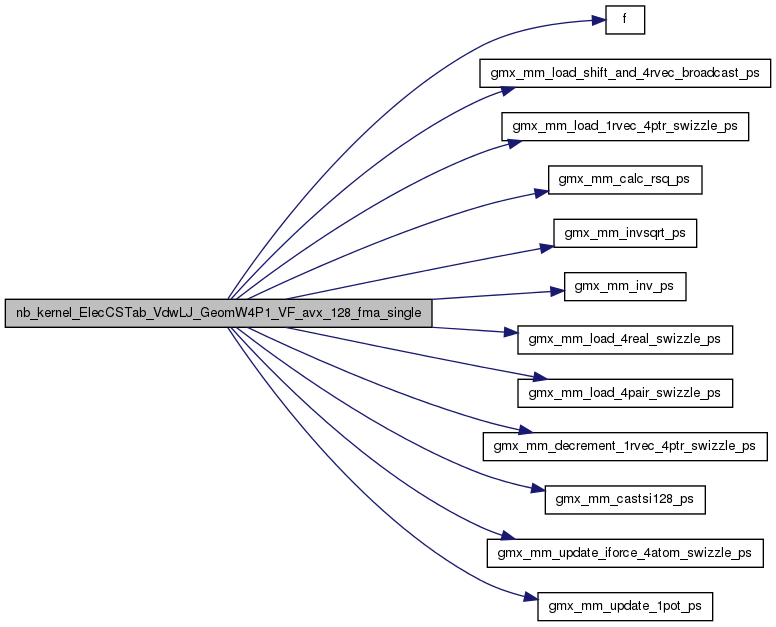 f
gmx_mm_load_shift_and_4rvec_broadcast_ps
gmx_mm_load_1rvec_4ptr_swizzle_ps
gmx_mm_calc_rsq_ps
gmx_mm_invsqrt_ps
gmx_mm_inv_ps
nb_kernel_ElecCSTab_VdwLJ_GeomW4P1_VF_avx_128_fma_single
gmx_mm_load_4real_swizzle_ps
gmx_mm_load_4pair_swizzle_ps
gmx_mm_decrement_1rvec_4ptr_swizzle_ps
gmx_mm_castsi128_ps
gmx_mm_update_iforce_4atom_swizzle_ps
gmx_mm_update_1pot_ps